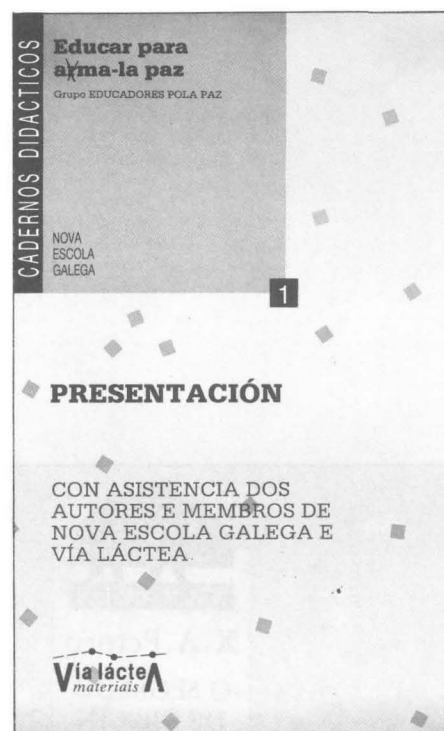 CADERNOS DIDACTICOS
Educar para
arma-la paz
Grupo EDUCADORES POLA PAZ
NOVA
ESCOLA
GALEGA
1
PRESENTACIÓN
CON ASISTENCIA DOS
AUTORES E MEMBROS DE
NOVA ESCOLA GALEGA E
VÍA LÁCTEA
Vía lácteA
materiais